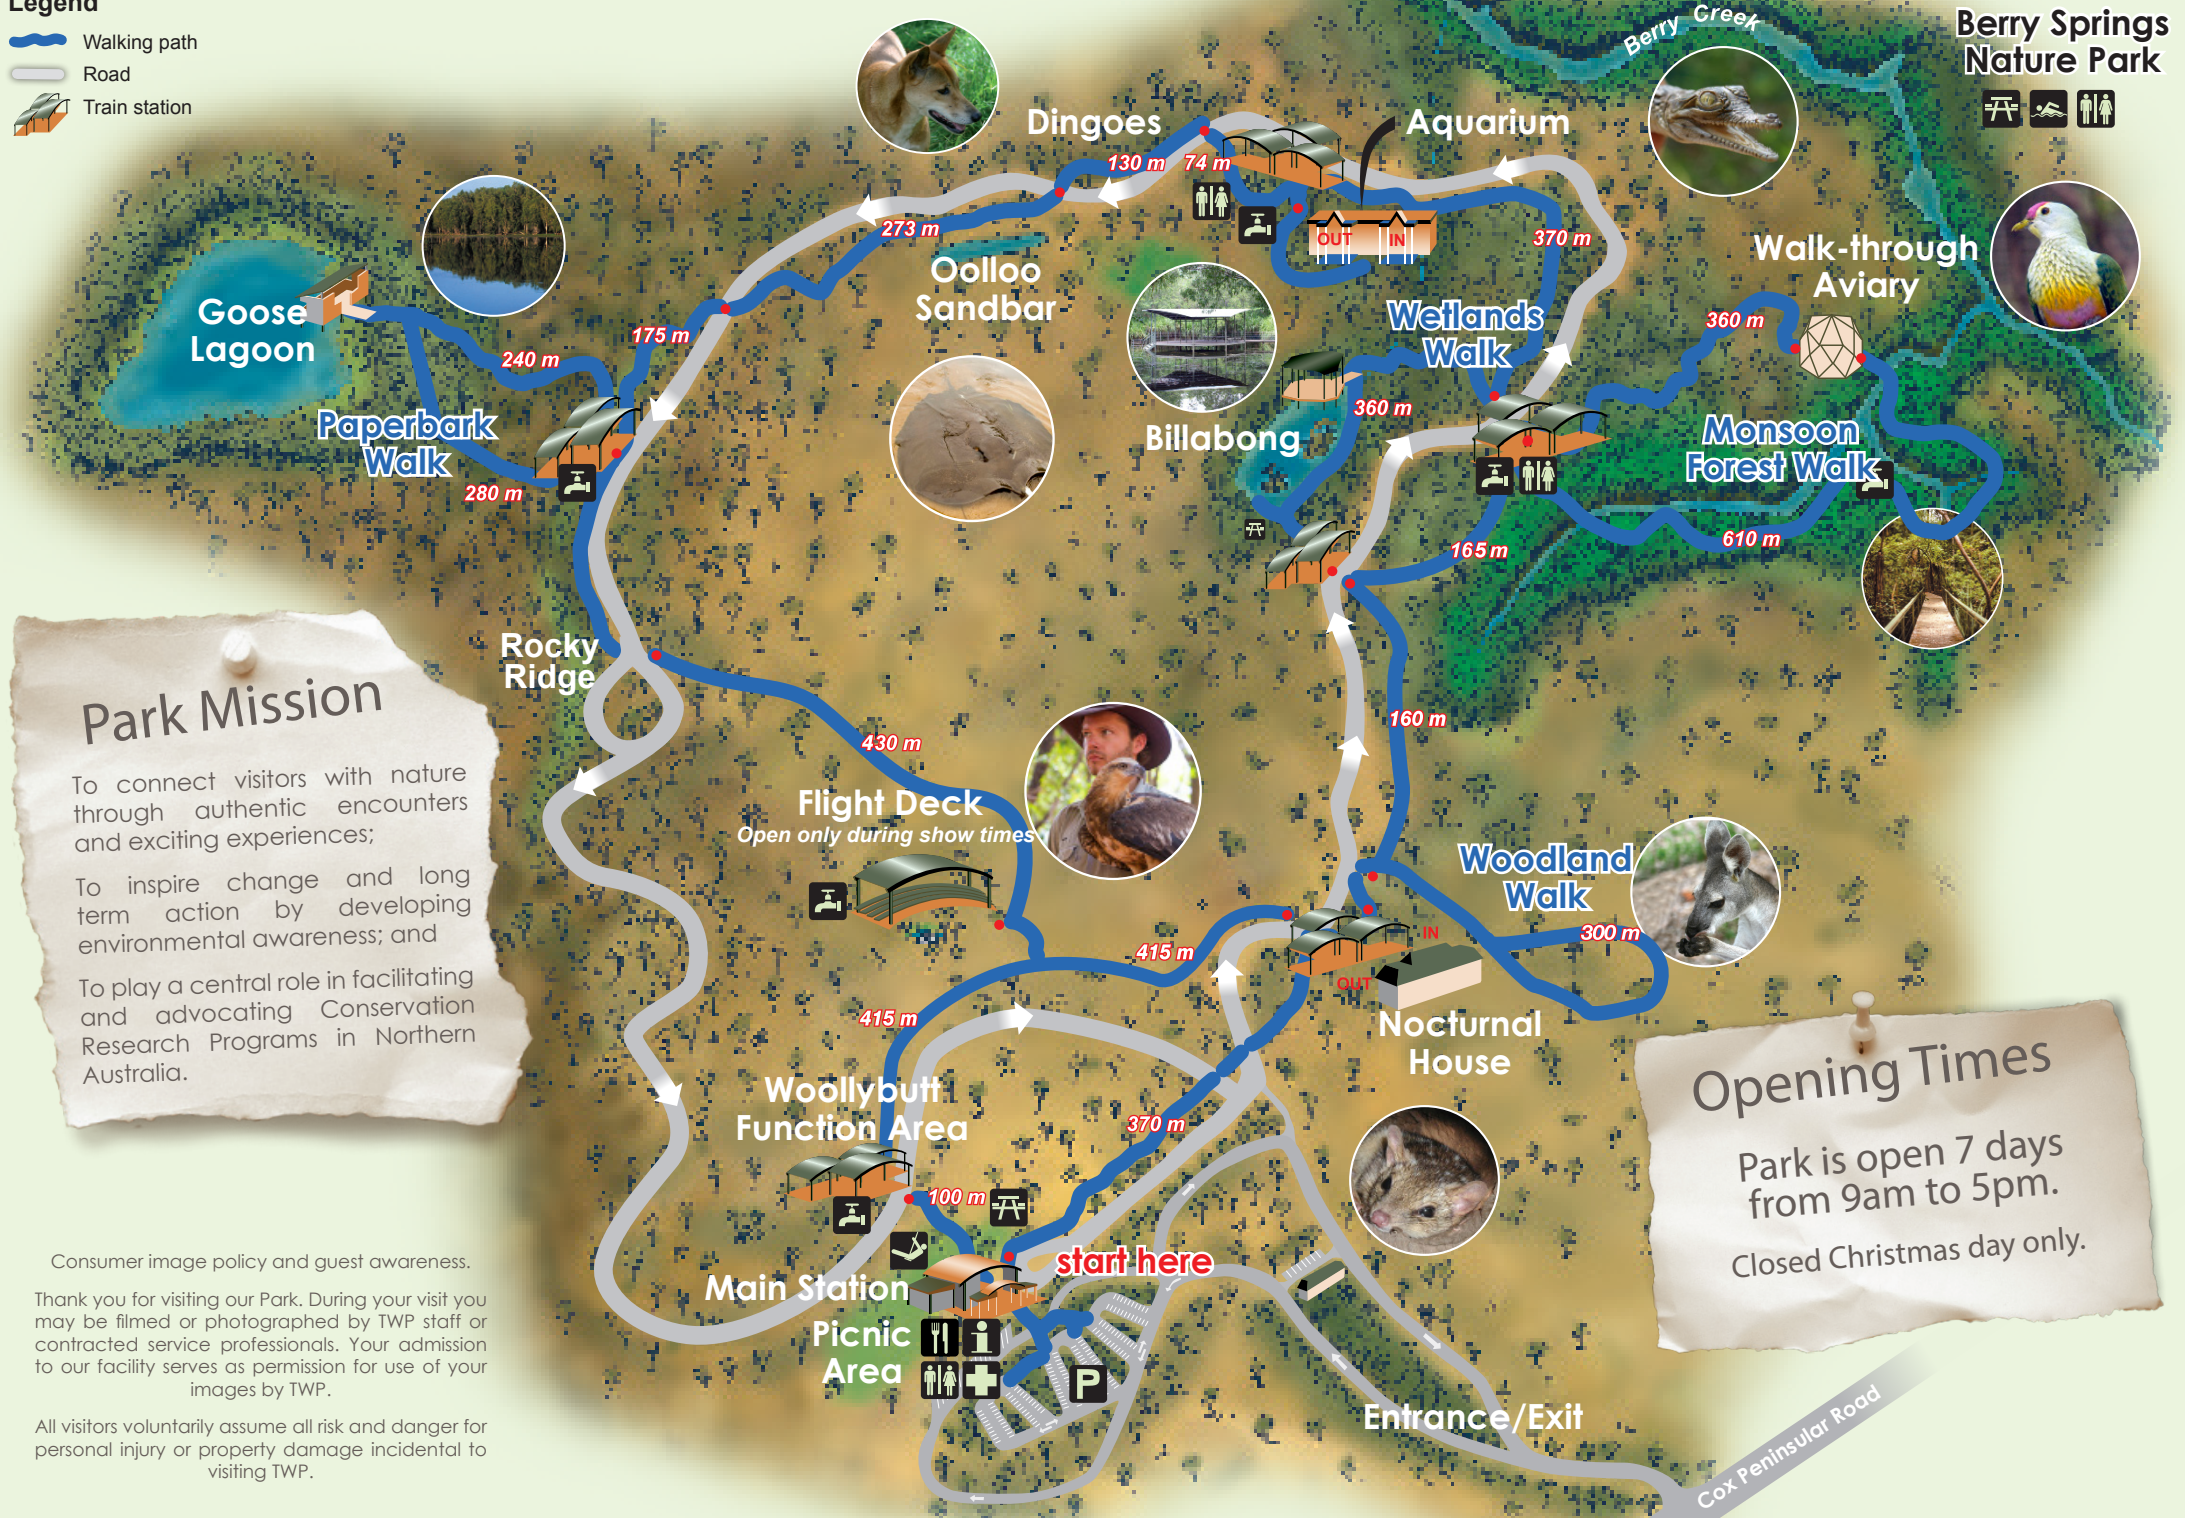 Legend
Walking path
Road
Train station
Berry Creek
Berry Springs
Nature Park
Dingoes
Aquarium
130 m
74 m
OUT
IN
273 m
370 m
Walk-through
Aviary
Oolloo
Sandbar
Goose
Lagoon
240 m
175 m
Wetlands
Walk
360 m
360 m
Paperbark
Walk
280 m
Billabong
Monsoon
Forest Walk
165 m
610 m
Rocky
Ridge
160 m
430 m
Flight Deck
Open only during show times
Woodland
Walk
300 m
415 m
IN
OUT
415 m
Nocturnal
House
Woollybutt
Function Area
370 m
100 m
start here
Main Station
Picnic
Area
P
Entrance/Exit
Cox Peninsular Road
Park Mission
To connect visitors with nature
through authentic encounters
and exciting experiences;
To inspire change and long
term action by developing
environmental awareness; and
To play a central role in facilitating
and advocating Conservation
Research Programs in Northern
Australia.
Opening Times
Park is open 7 days
from 9am to 5pm.
Closed Christmas day only.
Consumer image policy and guest awareness.
Thank you for visiting our Park. During your visit you
may be filmed or photographed by TWP staff or
contracted service professionals. Your admission
to our facility serves as permission for use of your
images by TWP.
All visitors voluntarily assume all risk and danger for
personal injury or property damage incidental to
visiting TWP.